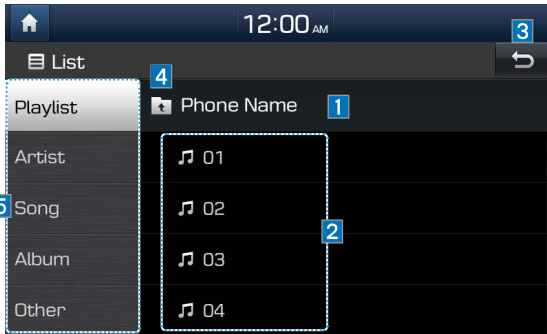 12:00 AM
3
List
4
Playlist
Phone Name 1
Artist
01
5 Song
02
2
Album
03
Other
04